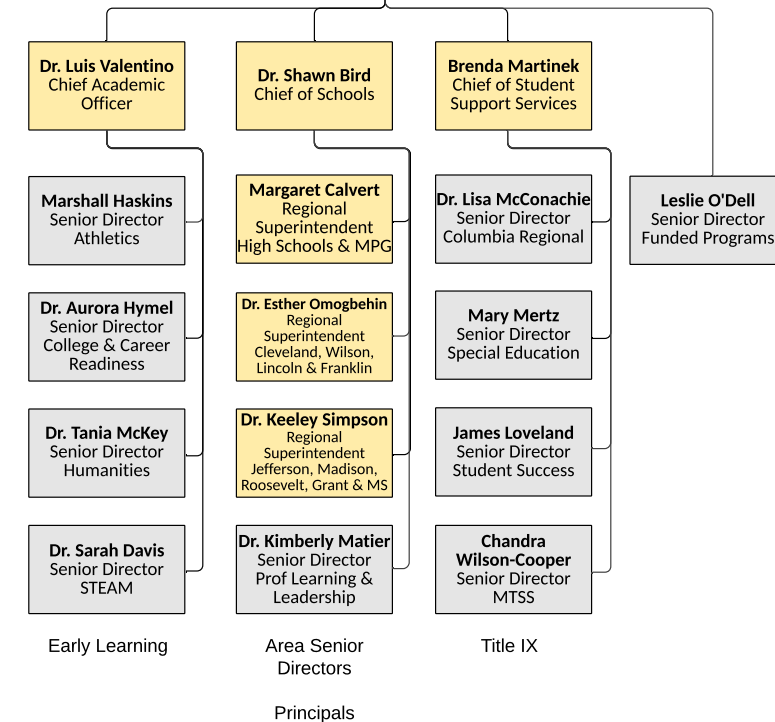 Dr. Luis Valentino
Chief Academic
Officer
Dr. Shawn Bird
Chief of Schools
Brenda Martinek
Chief of Student
Support Services
Marshall Haskins
Senior Director
Athletics
Margaret Calvert
Regional
Superintendent
High Schools & MPG
Dr. Lisa McConachie
Senior Director
Columbia Regional
Leslie O'Dell
Senior Director
Funded Programs
Dr. Aurora Hymel
Senior Director
College & Career
Readiness
Dr. Esther Omogbehin
Regional
Superintendent
Cleveland, Wilson,
Lincoln & Franklin
Mary Mertz
Senior Director
Special Education
Dr. Tania McKey
Senior Director
Humanities
Dr. Keeley Simpson
Regional
Superintendent
Jefferson, Madison,
Roosevelt, Grant & MS
James Loveland
Senior Director
Student Success
Dr. Sarah Davis
Senior Director
STEAM
Dr. Kimberly Matier
Senior Director
Prof Learning &
Leadership
Chandra
Wilson-Cooper
Senior Director
MTSS
Early Learning
Area Senior
Directors
Principals
Title IX